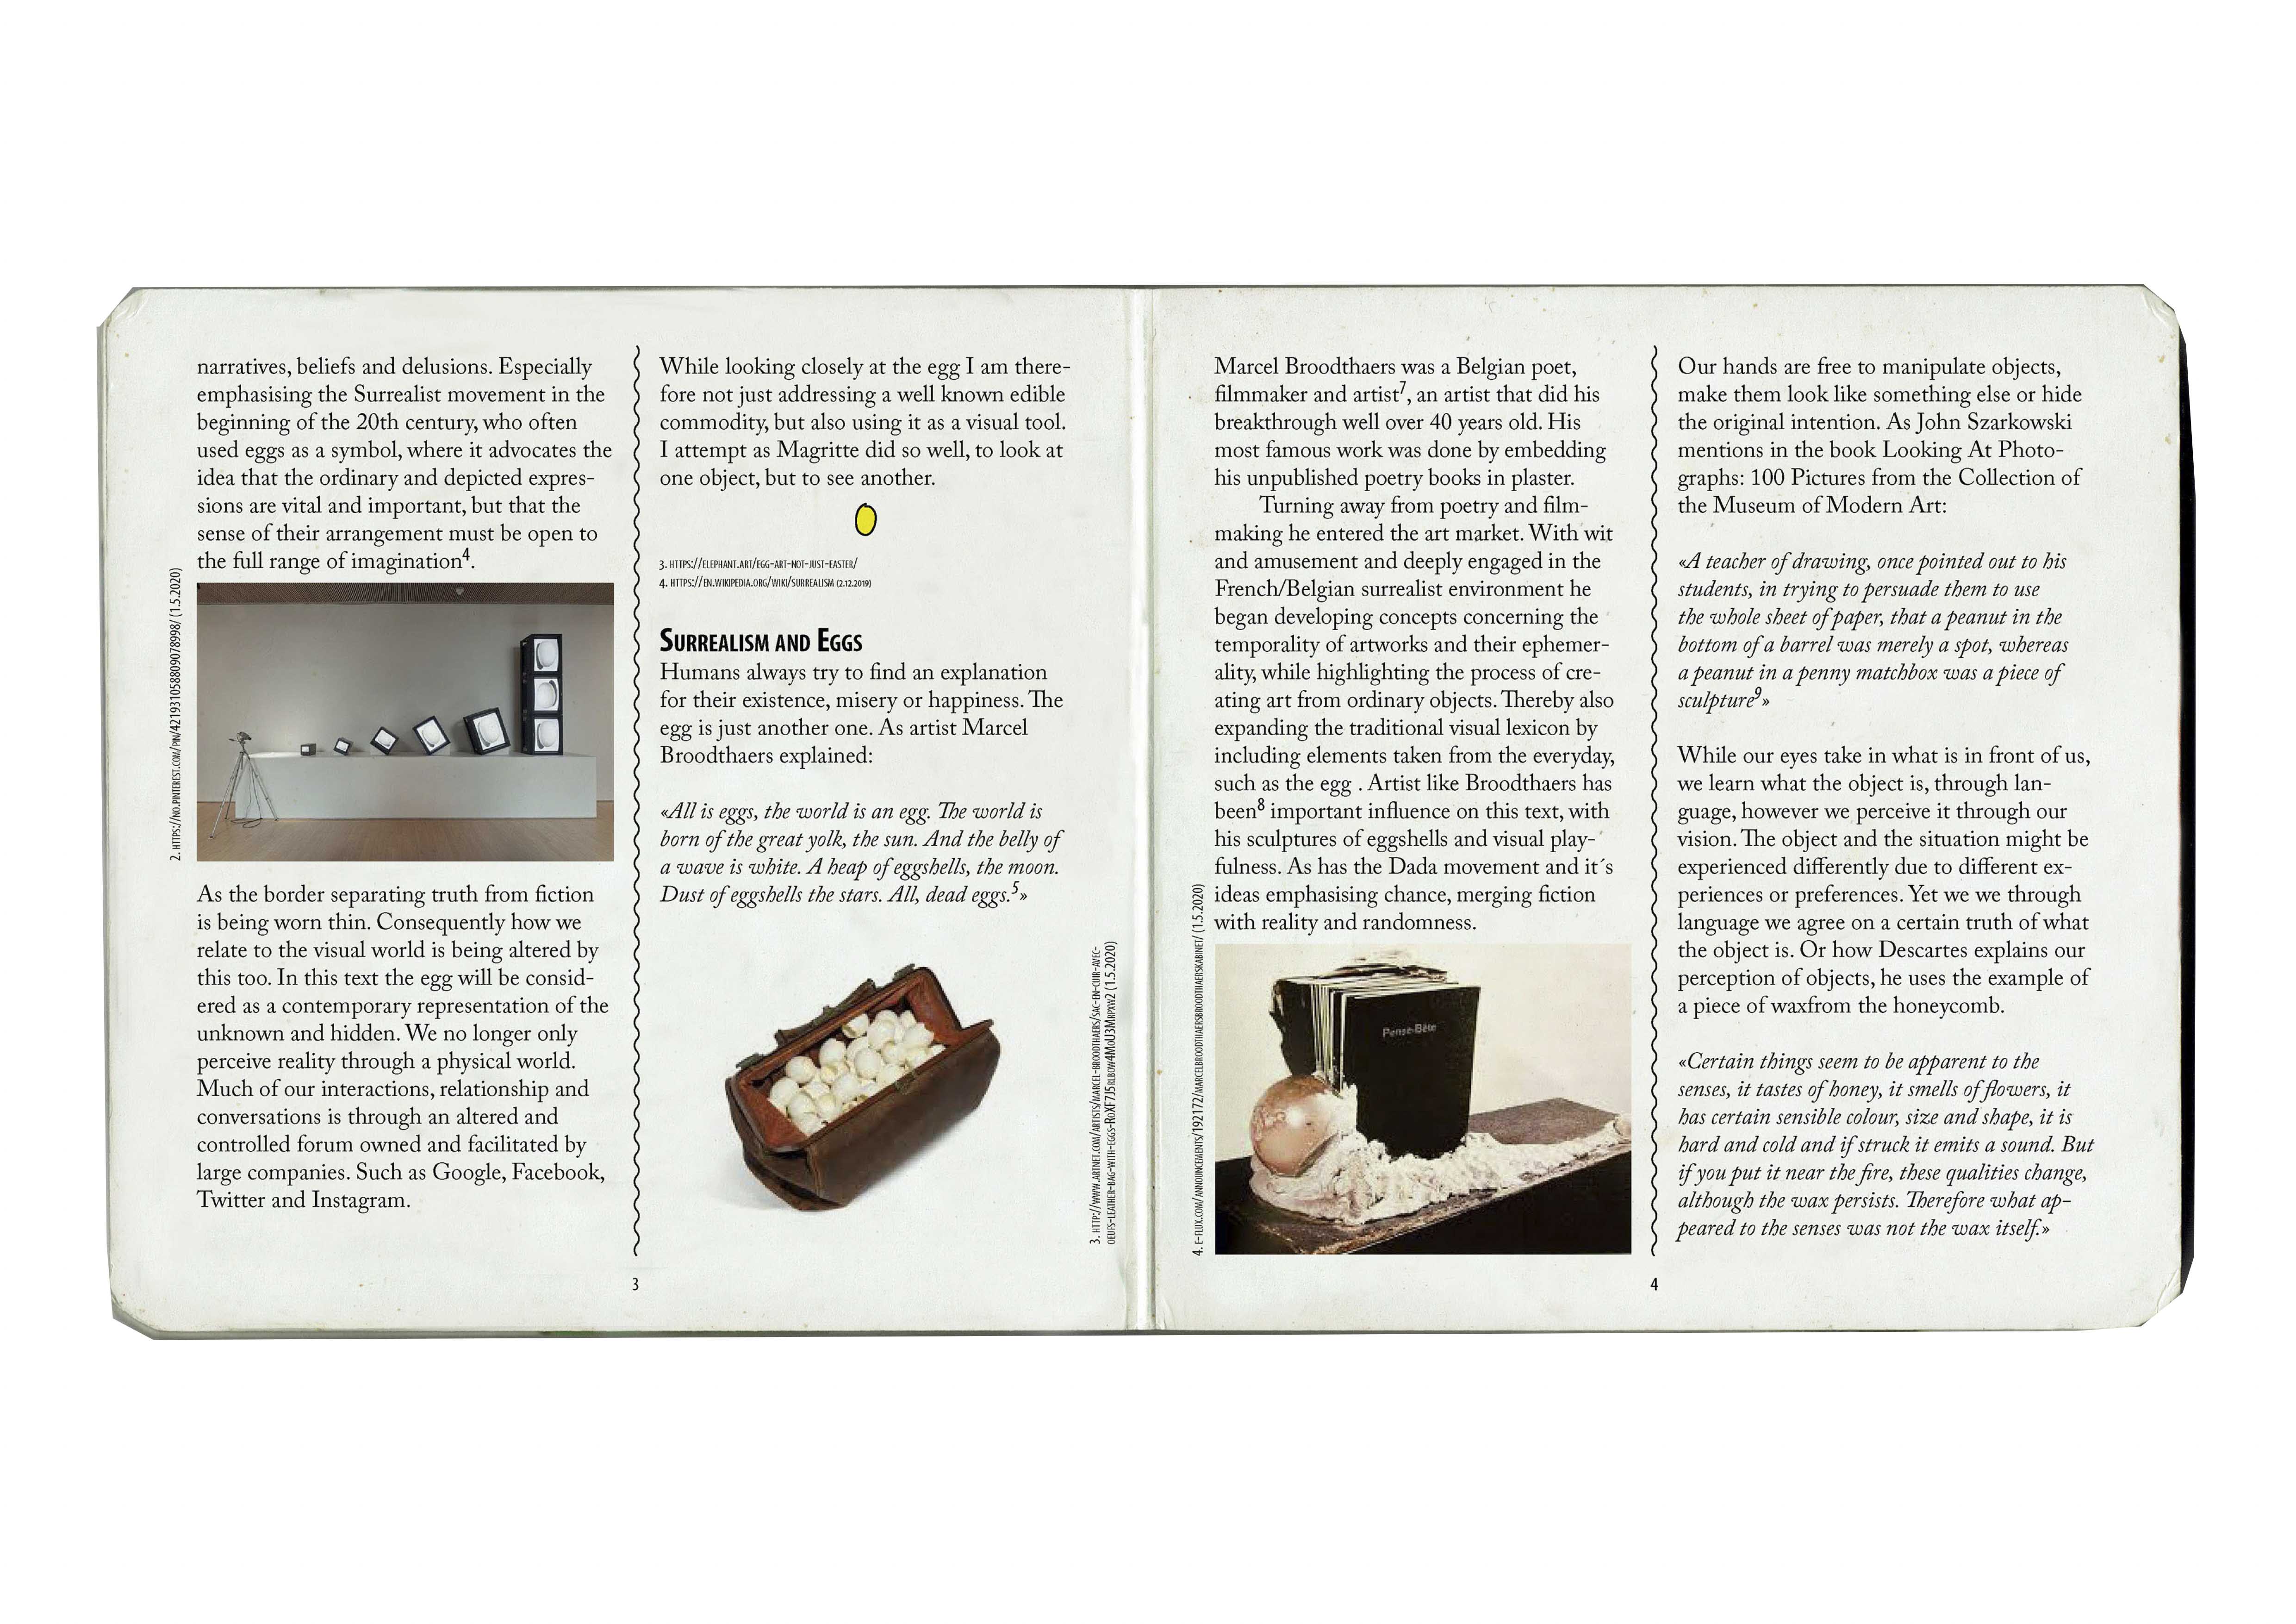 narratives, beliefs and delusions. Especially
emphasising the Surrealist movement in the
beginning of the 20th century, who often
used eggs as a symbol, where it advocates the
idea that the ordinary and depicted expres-
sions are vital and important, but that the
sense of their arrangement must be open to
the full range of imagination4.
2. HTTPS://NO.PINTEREST.COM/PIN/421931058809078998/ (1.5.2020)
As the border separating truth from fiction
is being worn thin. Consequently how we
relate to the visual world is being altered by
this too. In this text the egg will be consid-
ered as a contemporary representation of the
unknown and hidden. We no longer only
perceive reality through a physical world.
Much of our interactions, relationship and
conversations is through an altered and
controlled forum owned and facilitated by
large companies. Such as Google, Facebook,
Twitter and Instagram.
While looking closely at the egg I am there-
fore not just addressing a well known edible
commodity, but also using it as a visual tool.
I attempt as Magritte did so well, to look at
one object, but to see another.
3. HTTPS://ELEPHANT.ART/EGG-ART-NOT-JUST-EASTER/
4. HTTPS://EN.WIKIPEDIA.ORG/WIKI/SURREALISM (2.12.2019)
SURREALISM AND EGGS
Humans always try to find an explanation
for their existence, misery or happiness. The
egg is just another one. As artist Marcel
Broodthaers explained:
«All is eggs, the world is an egg. The world is
born of the great yolk, the sun. And the belly of
a wave is white. A heap of eggshells, the moon.
Dust of eggshells the stars. All, dead eggs.5»
3. HTTP://WWW.ARTNET.COM/ARTISTS/MARCEL-BROODTHAERS/SAC-EN-CUIR-AVEC-
(1.5.2020)
3
Marcel Broodthaers was a Belgian poet,
filmmaker and artist7, an artist that did his
breakthrough well over 40 years old. His
most famous work was done by embedding
his unpublished poetry books in plaster.
Turning away from poetry and film-
making he entered the art market. With wit
and amusement and deeply engaged in the
French/Belgian surrealist environment he
began developing concepts concerning the
temporality of artworks and their ephemer-
ality, while highlighting the process of cre-
ating art from ordinary objects. Thereby also
expanding the traditional visual lexicon by
including elements taken from the everyday,
such as the egg . Artist like Broodthaers has
been8 important influence on this text, with
his sculptures of eggshells and visual play-
fulness. As has the Dada movement and it´s
ideas emphasising chance, merging fiction
with reality and randomness.
4. E-FLUX.COM/ANNOUNCEMENTS/192172/MARCELBROODTHAERSBROODTHAERSKABINET/ (1.5.2020)
Pense-Bête
Our hands are free to manipulate objects,
make them look like something else or hide
the original intention. As John Szarkowski
mentions in the book Looking At Photo-
graphs: 100 Pictures from the Collection of
the Museum of Modern Art:
«A teacher of drawing, once pointed out to his
students, in trying to persuade them to use
the whole sheet of paper, that a peanut in the
bottom of a barrel was merely a spot, whereas
a peanut in a penny matchbox was a piece of
sculpture9»
While our eyes take in what is in front of us,
we learn what the object is, through lan-
guage, however we perceive it through our
vision. The object and the situation might be
experienced differently due to different ex-
periences or preferences. Yet we we through
language we agree on a certain truth of what
the object is. Or how Descartes explains our
perception of objects, he uses the example of
a piece of waxfrom the honeycomb.
«Certain things seem to be apparent to the
senses, it tastes of honey, it smells of flowers, it
has certain sensible colour, size and shape, it is
hard and cold and if struck it emits a sound. But
if you put it near the fire, these qualities change,
although the wax persists. Therefore what ap-
peared to the senses was not the wax itself.»
4